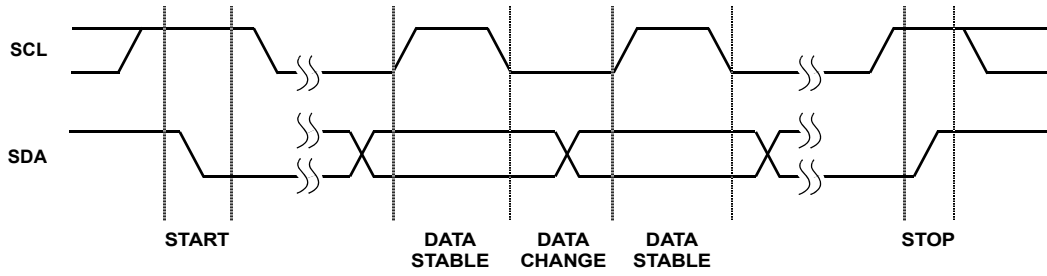 SCL
SDA
START
DATA
STABLE
DATA
CHANGE
DATA
STABLE
STOP